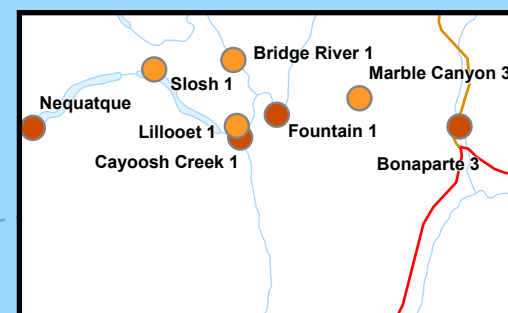 Bridge River 1
Marble Canyon 3
Slosh 1
Nequatque
Lillooet 1
Fountain 1
Cayoosh Creek 1
Bonaparte 3